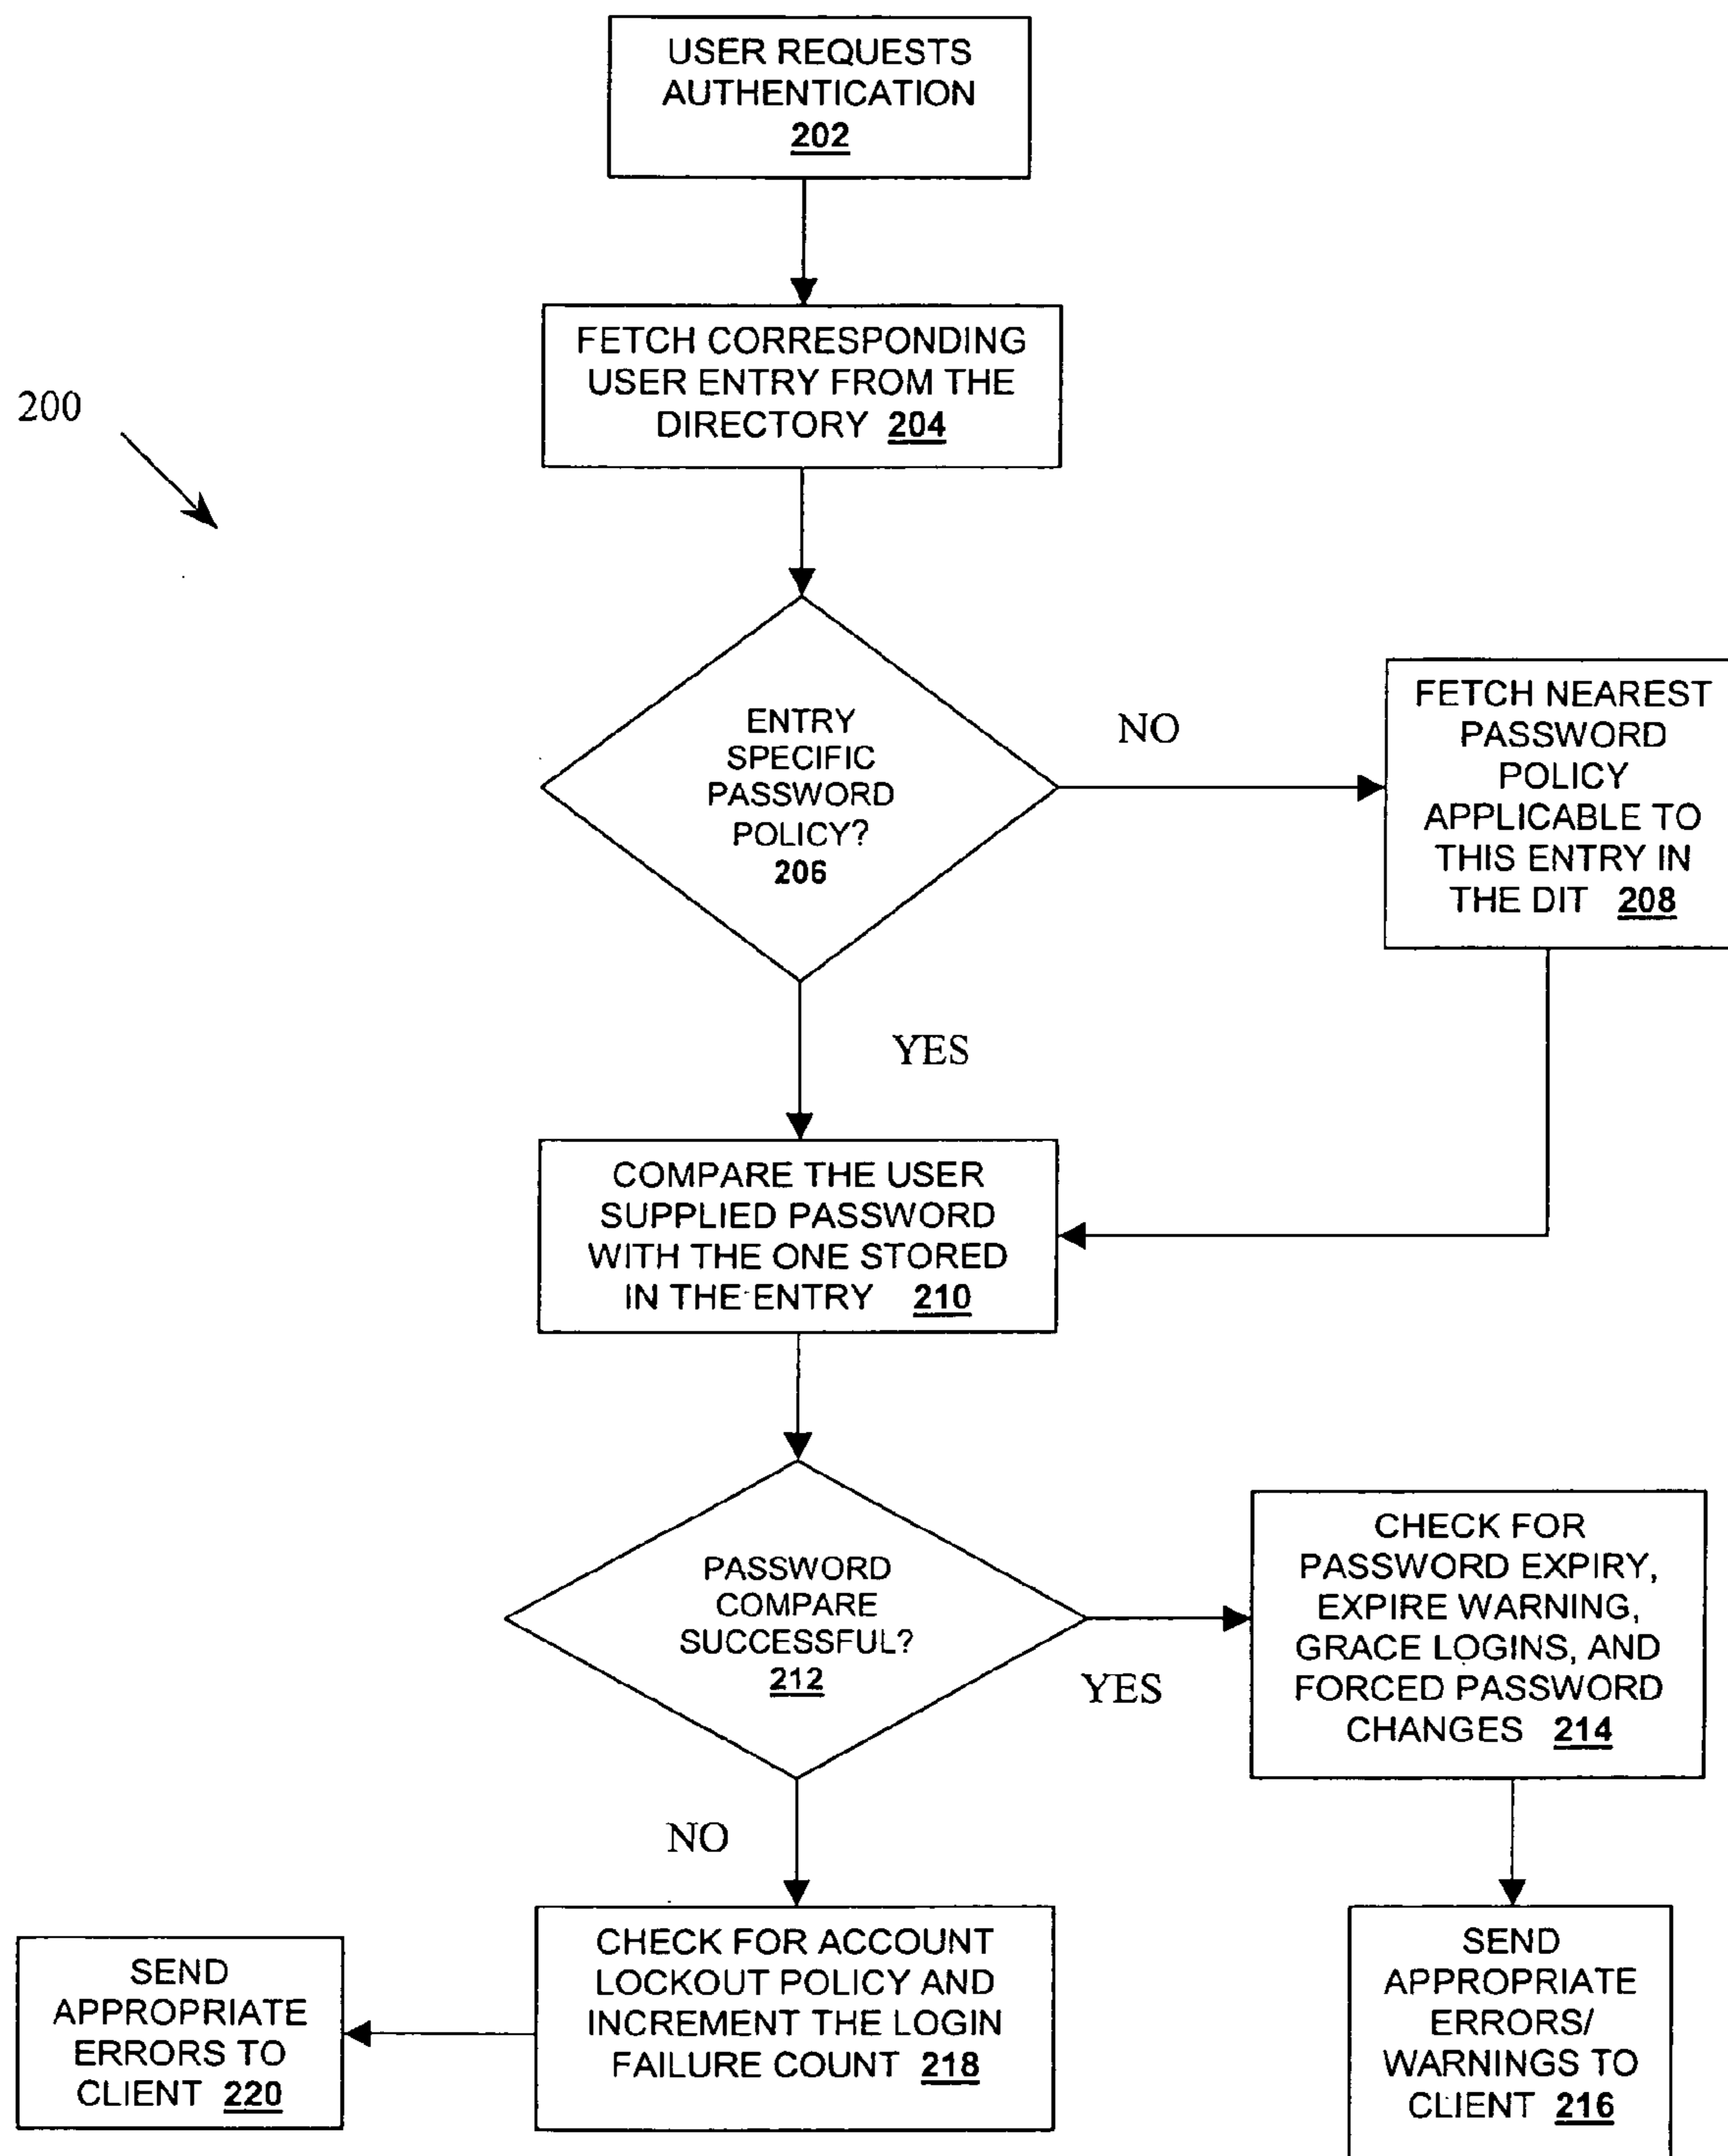 USER REQUESTS
AUTHENTICATION
202
FETCH CORRESPONDING
USER ENTRY FROM THE
DIRECTORY 204
200
ENTRY
SPECIFIC
PASSWORD
POLICY?
206
NO
FETCH NEAREST
PASSWORD
POLICY
APPLICABLE TO
THIS ENTRY IN
THE DIT 208
YES
COMPARE THE USER
SUPPLIED PASSWORD
WITH THE ONE STORED
IN THE ENTRY 210
PASSWORD
COMPARE
SUCCESSFUL?
212
YES
CHECK FOR
PASSWORD EXPIRY,
EXPIRE WARNING,
GRACE LOGINS, AND
FORCED PASSWORD
CHANGES 214
NO
CHECK FOR ACCOUNT
LOCKOUT POLICY AND
INCREMENT THE LOGIN
FAILURE COUNT 218
SEND
APPROPRIATE
ERRORS TO
CLIENT 220
SEND
APPROPRIATE
ERRORS/
WARNINGS TO
CLIENT 216